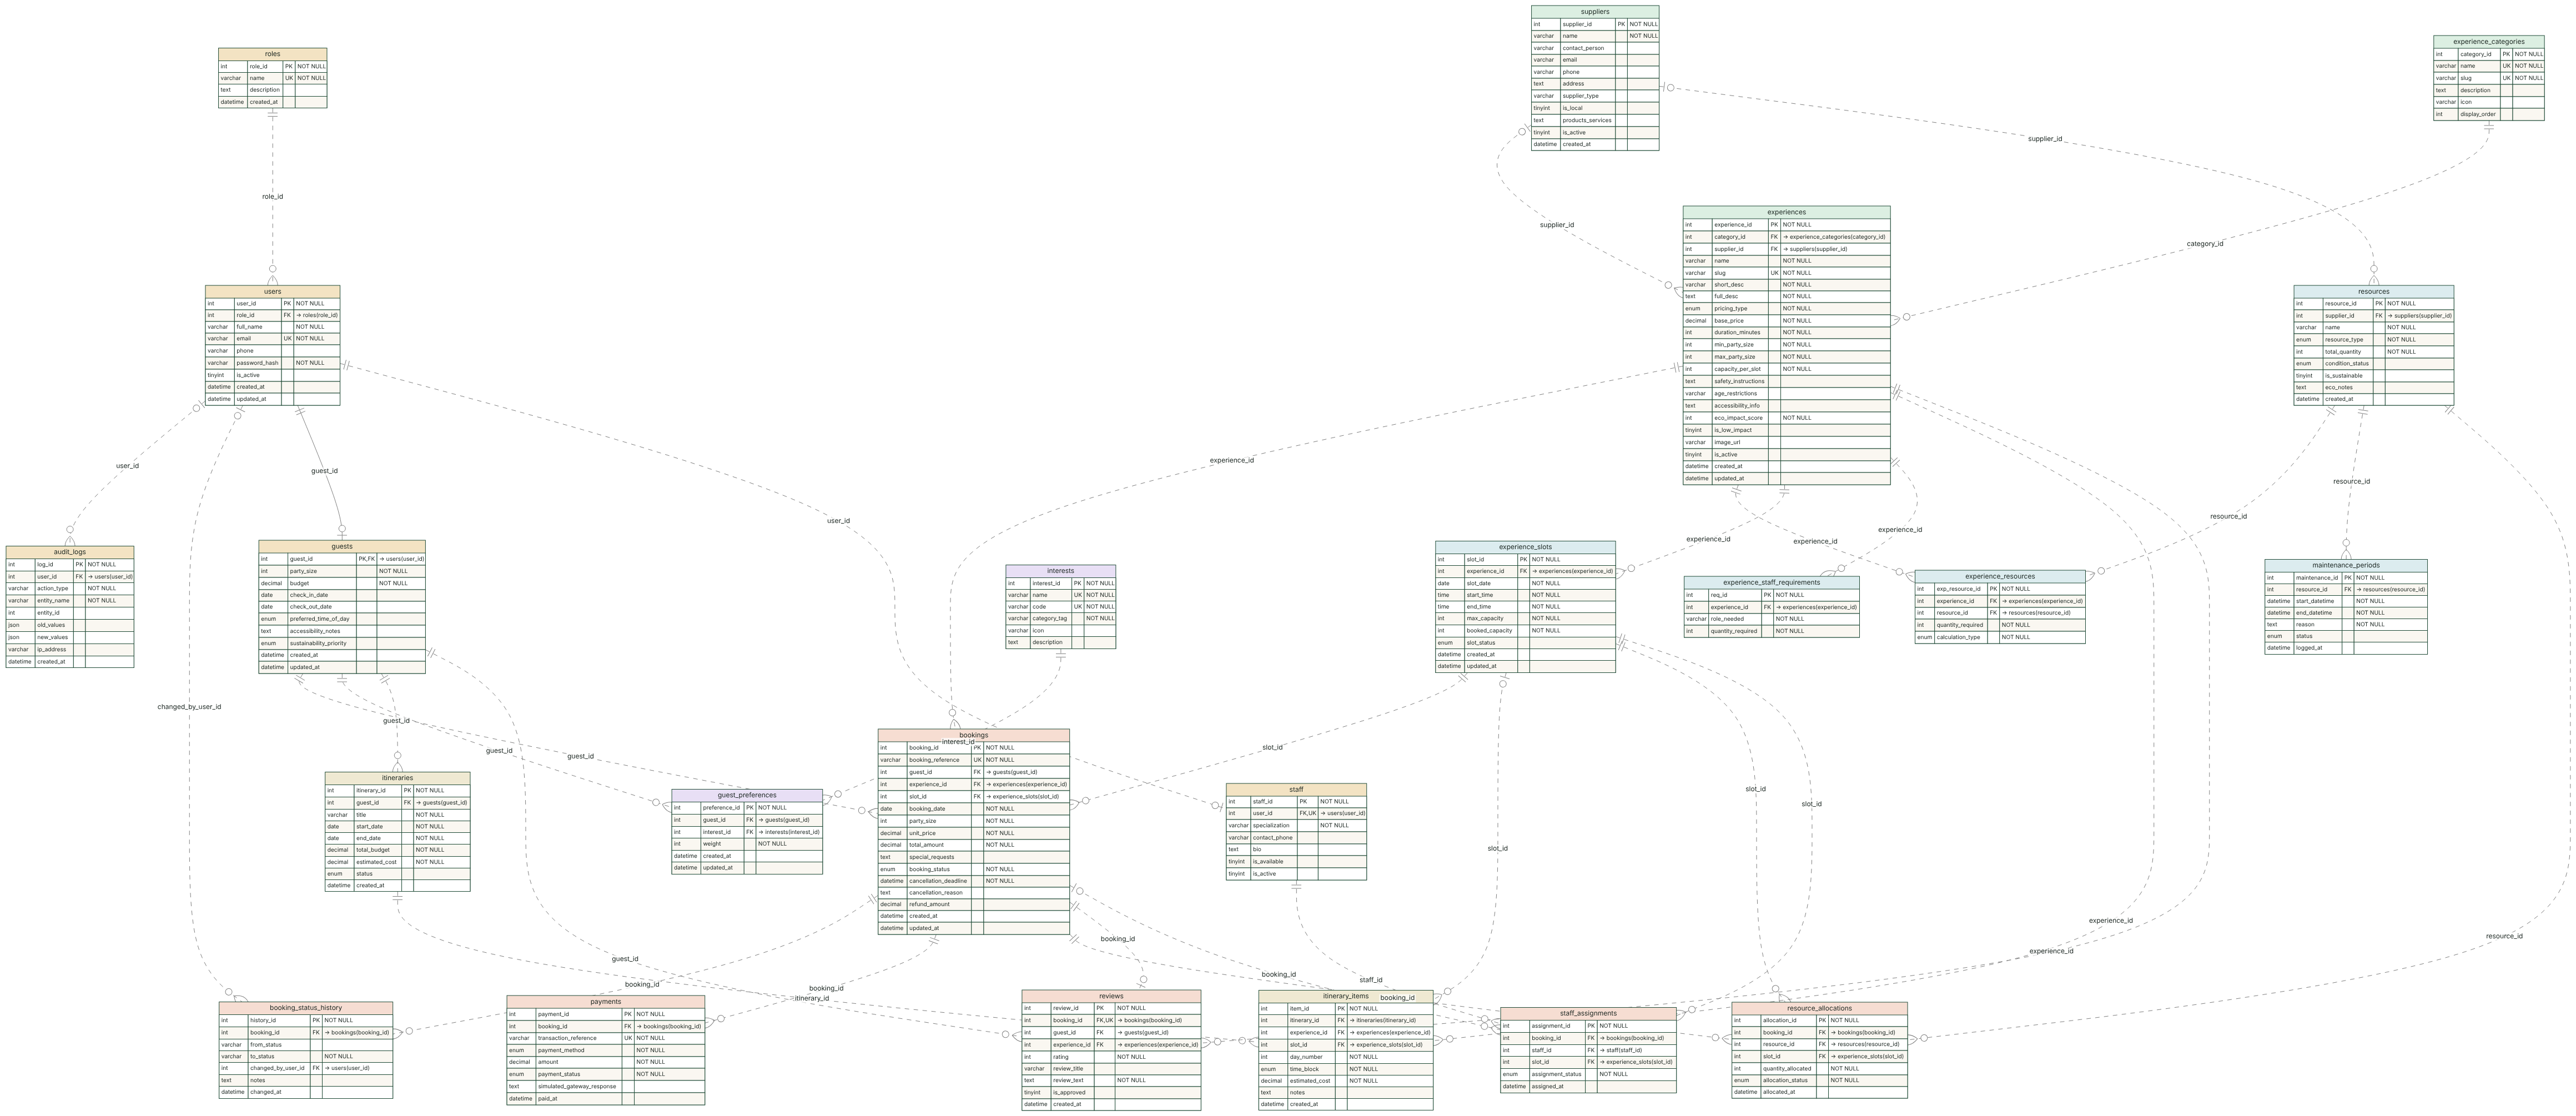 suppliers
int supplier_id PK NOT NULL
varchar name NOT NULL
varchar contact_person
varchar email
varchar phone
text address
varchar supplier_type
tinyint is_local
text products_services
tinyint is_active
datetime created_at
experience_categories
int category_id PK NOT NULL
varchar name UK NOT NULL
varchar slug UK NOT NULL
text description
varchar icon
int display_order
roles
int role_id PK NOT NULL
varchar name UK NOT NULL
text description
datetime created_at
supplier_id
role_id
supplier_id
category_id
experiences
int experience_id PK NOT NULL
int category_id FK → experience_categories(category_id)
int supplier_id FK → suppliers(supplier_id)
varchar name NOT NULL
varchar slug UK NOT NULL
varchar short_desc NOT NULL
text full_desc NOT NULL
enum pricing_type NOT NULL
decimal base_price NOT NULL
int duration_minutes NOT NULL
int min_party_size NOT NULL
int max_party_size NOT NULL
int capacity_per_slot NOT NULL
text safety_instructions
varchar age_restrictions
text accessibility_info
int eco_impact_score NOT NULL
tinyint is_low_impact
varchar image_url
tinyint is_active
datetime created_at
datetime updated_at
users
int user_id PK NOT NULL
int role_id FK → roles(role_id)
varchar full_name NOT NULL
varchar email UK NOT NULL
varchar phone
varchar password_hash NOT NULL
tinyint is_active
datetime created_at
datetime updated_at
resources
int resource_id PK NOT NULL
int supplier_id FK → suppliers(supplier_id)
varchar name NOT NULL
enum resource_type NOT NULL
int total_quantity NOT NULL
enum condition_status
tinyint is_sustainable
text eco_notes
datetime created_at
user_id
guest_id
user_id
experience_id
experience_id
experience_id
experience_id
resource_id
resource_id
audit_logs
int log_id PK NOT NULL
int user_id FK → users(user_id)
varchar action_type NOT NULL
varchar entity_name NOT NULL
int entity_id
json old_values
json new_values
varchar ip_address
datetime created_at
guests
int guest_id PK,FK → users(user_id)
int party_size NOT NULL
decimal budget NOT NULL
date check_in_date
date check_out_date
enum preferred_time_of_day
text accessibility_notes
enum sustainability_priority
datetime created_at
datetime updated_at
interests
int interest_id PK NOT NULL
varchar name UK NOT NULL
varchar code UK NOT NULL
varchar category_tag NOT NULL
varchar icon
text description
experience_slots
int slot_id PK NOT NULL
int experience_id FK → experiences(experience_id)
date slot_date NOT NULL
time start_time NOT NULL
time end_time NOT NULL
int max_capacity NOT NULL
int booked_capacity NOT NULL
enum slot_status
datetime created_at
datetime updated_at
experience_staff_requirements
int req_id PK NOT NULL
int experience_id FK → experiences(experience_id)
varchar role_needed NOT NULL
int quantity_required NOT NULL
experience_resources
int exp_resource_id PK NOT NULL
int experience_id FK → experiences(experience_id)
int resource_id FK → resources(resource_id)
int quantity_required NOT NULL
enum calculation_type NOT NULL
maintenance_periods
int maintenance_id PK NOT NULL
int resource_id FK → resources(resource_id)
datetime start_datetime NOT NULL
datetime end_datetime NOT NULL
text reason NOT NULL
enum status
datetime logged_at
changed_by_user_id
guest_id
guest_id
guest_id
interest_id
slot_id
slot_id
slot_id
slot_id
itineraries
int itinerary_id PK NOT NULL
int guest_id FK → guests(guest_id)
varchar title NOT NULL
date start_date NOT NULL
date end_date NOT NULL
decimal total_budget NOT NULL
decimal estimated_cost NOT NULL
enum status
datetime created_at
guest_preferences
int preference_id PK NOT NULL
int guest_id FK → guests(guest_id)
int interest_id FK → interests(interest_id)
int weight NOT NULL
datetime created_at
datetime updated_at
bookings
int booking_id PK NOT NULL
varchar booking_reference UK NOT NULL
int guest_id FK → guests(guest_id)
int experience_id FK → experiences(experience_id)
int slot_id FK → experience_slots(slot_id)
date booking_date NOT NULL
int party_size NOT NULL
decimal unit_price NOT NULL
decimal total_amount NOT NULL
text special_requests
enum booking_status NOT NULL
datetime cancellation_deadline NOT NULL
text cancellation_reason
decimal refund_amount
datetime created_at
datetime updated_at
staff
int staff_id PK NOT NULL
int user_id FK,UK → users(user_id)
varchar specialization NOT NULL
varchar contact_phone
text bio
tinyint is_available
tinyint is_active
guest_id
booking_id
booking_id
itinerary_id
booking_id
booking_id
staff_id
booking_id
experience_id
experience_id
resource_id
booking_status_history
int history_id PK NOT NULL
int booking_id FK → bookings(booking_id)
varchar from_status
varchar to_status NOT NULL
int changed_by_user_id FK → users(user_id)
text notes
datetime changed_at
payments
int payment_id PK NOT NULL
int booking_id FK → bookings(booking_id)
varchar transaction_reference UK NOT NULL
enum payment_method NOT NULL
decimal amount NOT NULL
enum payment_status NOT NULL
text simulated_gateway_response
datetime paid_at
reviews
int review_id PK NOT NULL
int booking_id FK,UK → bookings(booking_id)
int guest_id FK → guests(guest_id)
int experience_id FK → experiences(experience_id)
int rating NOT NULL
varchar review_title
text review_text NOT NULL
tinyint is_approved
datetime created_at
itinerary_items
int item_id PK NOT NULL
int itinerary_id FK → itineraries(itinerary_id)
int experience_id FK → experiences(experience_id)
int slot_id FK → experience_slots(slot_id)
int day_number NOT NULL
enum time_block NOT NULL
decimal estimated_cost NOT NULL
text notes
datetime created_at
staff_assignments
int assignment_id PK NOT NULL
int booking_id FK → bookings(booking_id)
int staff_id FK → staff(staff_id)
int slot_id FK → experience_slots(slot_id)
enum assignment_status NOT NULL
datetime assigned_at
resource_allocations
int allocation_id PK NOT NULL
int booking_id FK → bookings(booking_id)
int resource_id FK → resources(resource_id)
int slot_id FK → experience_slots(slot_id)
int quantity_allocated NOT NULL
enum allocation_status NOT NULL
datetime allocated_at